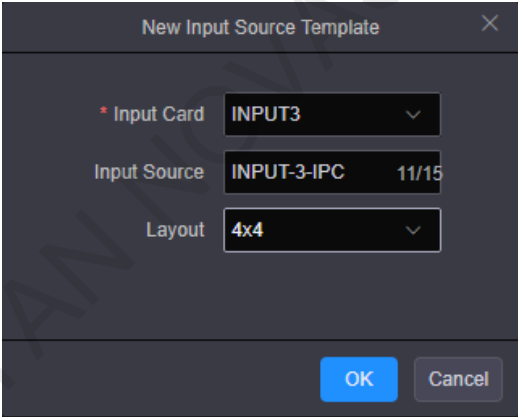 New Input Source Template
* Input Card INPUT3
Input Source INPUT-3-IPC 11/15
Layout 4x4
OK Cancel